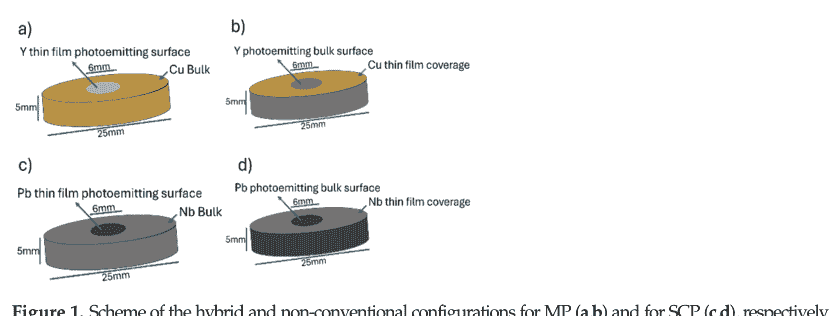 a)
Y thin film photoemitting surface
6mm
Cu Bulk
5mm
25mm
b)
Y photoemitting bulk surface
6mm
Cu thin film coverage
5mm
25mm
c)
Pb thin film photoemitting surface
6mm
Nb Bulk
5mm
25mm
d)
Pb photoemitting bulk surface
6mm
Nb thin film coverage
5mm
25mm
Figure 1. Scheme of the hybrid and non-conventional configurations for MP (a,b) and for SCP (c,d), respectively